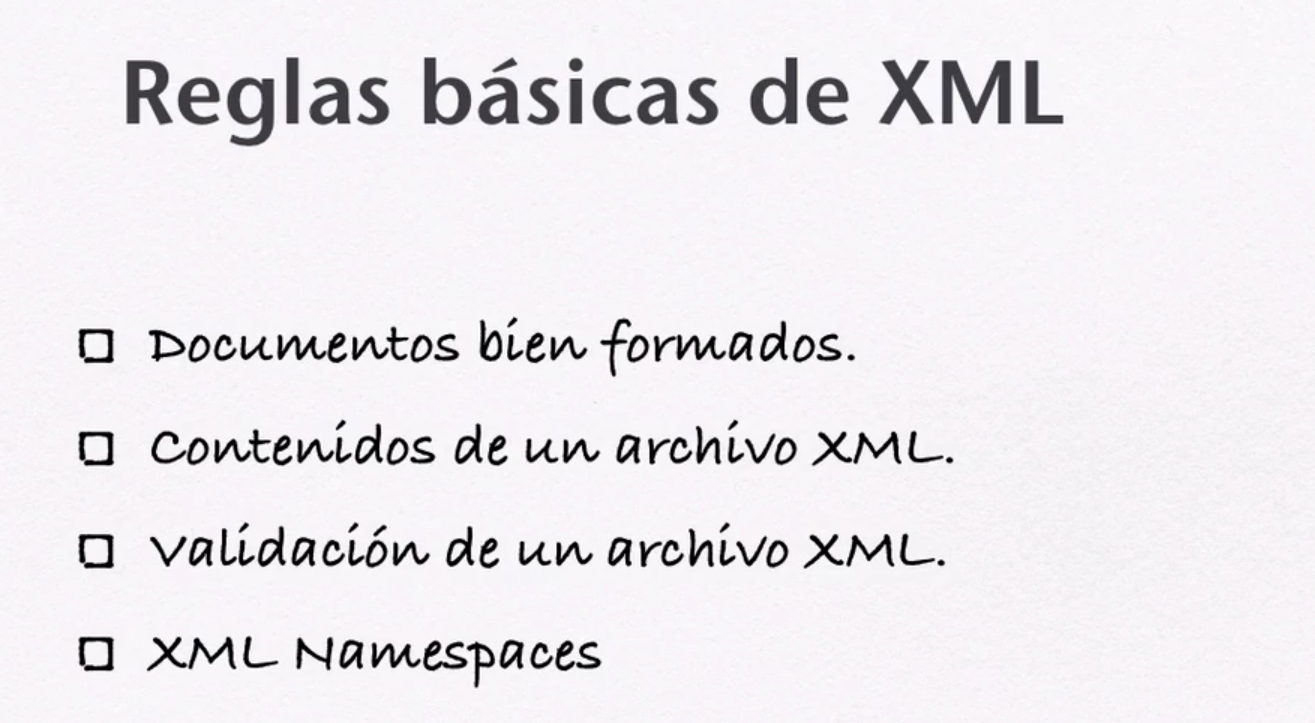 Reglas básicas de XML
Documentos bien formados.
Contenidos de un archivo XML.
Validación de un archivo XML.
XML Namespaces